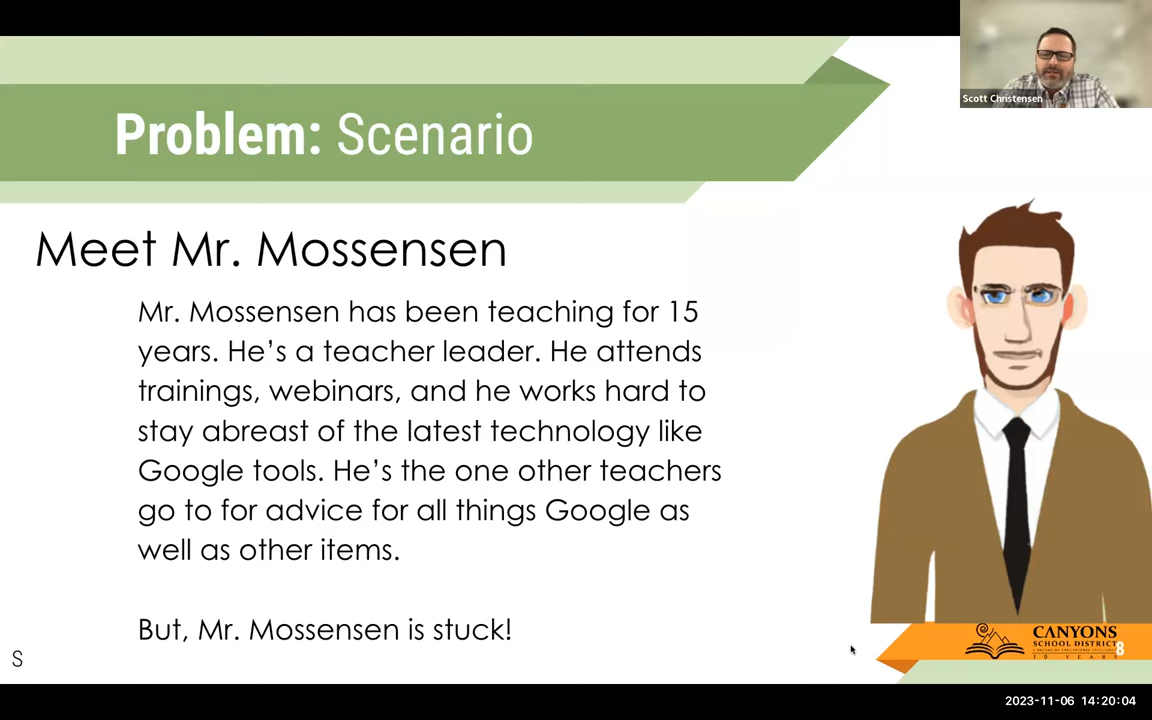 Scott Christensen
Problem: Scenario
Meet Mr. Mossensen
Mr. Mossensen has been teaching for 15
years. He’s a teacher leader. He attends
trainings, webinars, and he works hard to
stay abreast of the latest technology like
Google tools. He’s the one other teachers
go to for advice for all things Google as
well as other items.
But, Mr. Mossensen is stuck!
CANYONS
SCHOOL DISTRICT
10 YEARS
8
S
2023-11-06 14:20:04